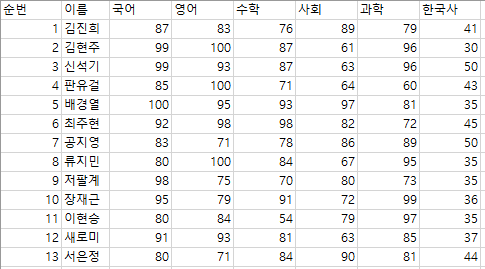 순번 이름 국어 영어 수학 사회 과학 한국사
1 김진희 87 83 76 89 79 41
2 김현주 99 100 87 61 96 30
3 신석기 99 93 87 63 96 50
4 판유걸 85 100 71 64 60 43
5 배경열 100 95 93 97 81 35
6 최주현 92 98 98 82 72 45
7 공지영 83 71 78 86 89 50
8 류지민 80 100 84 67 95 35
9 저팔계 98 75 70 80 73 35
10 장재근 95 79 91 72 99 36
11 이현승 80 84 54 79 97 35
12 새로미 91 93 81 63 85 37
13 서은정 80 71 84 90 81 44